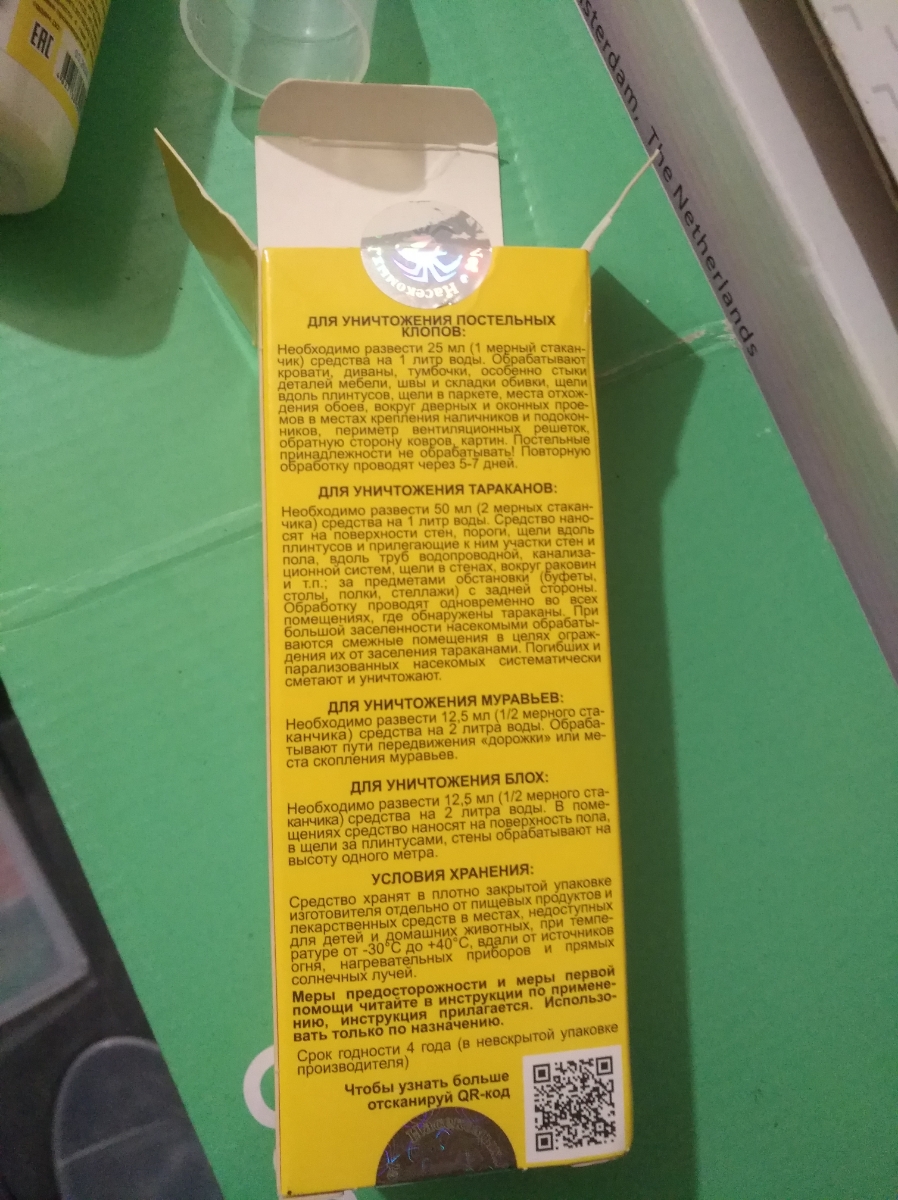 EAC
sterdam, The Netherlands
Насекомых
ДЛЯ УНИЧТОЖЕНИЯ ПОСТЕЛЬНЫХ
КЛОПОВ:
Необходимо развести 25 мл (1 мерный стакан-
чик) средства на 1 литр воды. Обрабатывают
кровати, диваны, тумбочки, особенно стыки
деталей мебели, швы и складки обивки, щели
вдоль плинтусов, щели в паркете, места отхож-
дения обоев, вокруг дверных и оконных прое-
мов в местах крепления наличников и подокон-
ников, периметр вентиляционных решеток,
обратную сторону ковров, картин. Постельные
принадлежности не обрабатывать! Повторную
обработку проводят через 5-7 дней.
ДЛЯ УНИЧТОЖЕНИЯ ТАРАКАНОВ:
Необходимо развести 50 мл (2 мерных стакан-
чика) средства на 1 литр воды. Средство нано-
сят на поверхности стен, пороги, щели вдоль
плинтусов и прилегающие к ним участки стен и
пола, вдоль труб водопроводной, канализа-
ционной систем, щели в стенах, вокруг раковин
и т.п.; за предметами обстановки (буфеты,
столы, полки, стеллажи) с задней стороны.
Обработку проводят одновременно во всех
помещениях, где обнаружены тараканы. При
большой заселенности насекомыми обрабаты-
ваются смежные помещения в целях ограж-
дения их от заселения тараканами. Погибших и
парализованных насекомых систематически
сметают и уничтожают.
ДЛЯ УНИЧТОЖЕНИЯ МУРАВЬЕВ:
Необходимо развести 12,5 мл (1/2 мерного ста-
канчика) средства на 2 литра воды. Обраба-
тывают пути передвижения «дорожки» или ме-
ста скопления муравьев.
ДЛЯ УНИЧТОЖЕНИЯ БЛОХ:
Необходимо развести 12,5 мл (1/2 мерного ста-
канчика) средства на 2 литра воды. В поме-
щениях средство наносят на поверхность пола,
в щели за плинтусами, стены обрабатывают на
высоту одного метра.
УСЛОВИЯ ХРАНЕНИЯ:
Средство хранят в плотно закрытой упаковке
изготовителя отдельно от пищевых продуктов и
лекарственных средств в местах, недоступных
для детей и домашних животных, при темпе-
ратуре от -30°С до +40°С, вдали от источников
огня, нагревательных приборов и прямых
солнечных лучей.
Меры предосторожности и меры первой
помощи читайте в инструкции по примене-
нию, инструкция прилагается. Использо-
вать только по назначению.
Срок годности 4 года (в невскрытой упаковке
производителя)
Чтобы узнать больше
отсканируй QR-код